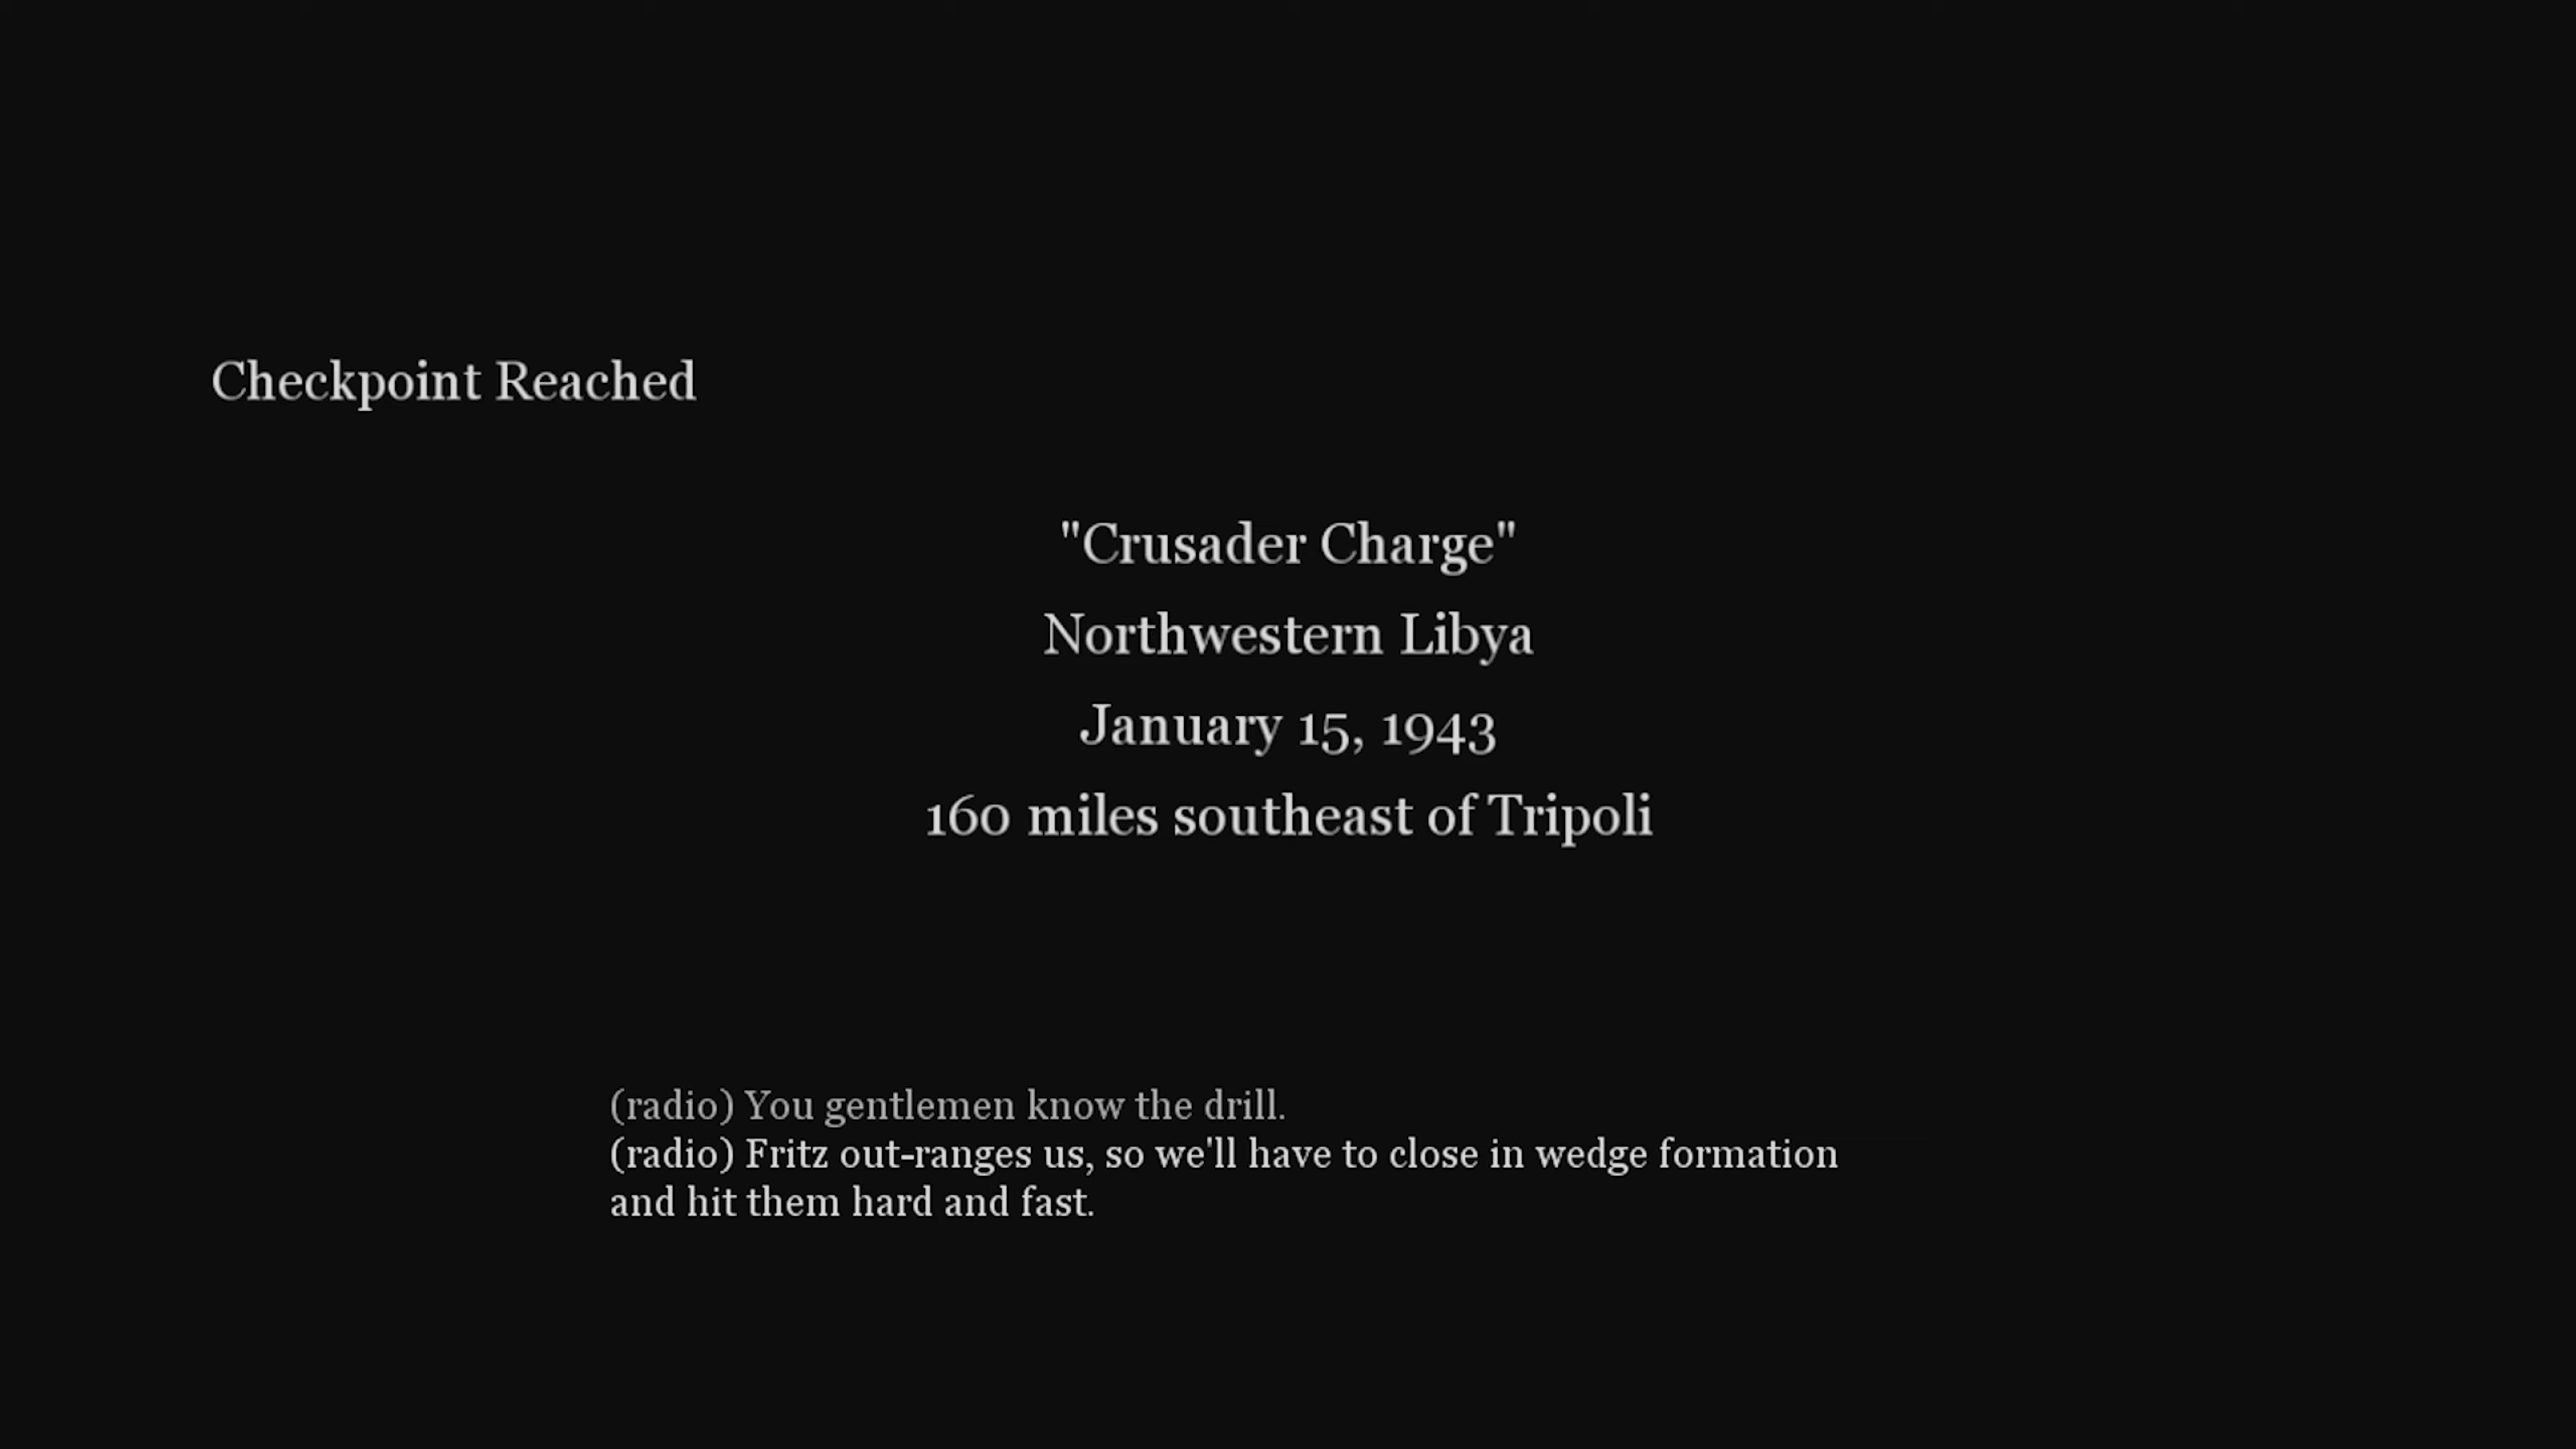 Checkpoint Reached
"Crusader Charge"
Northwestern Libya
January 15, 1943
160 miles southeast of Tripoli
(radio) You gentlemen know the drill.
(radio) Fritz out-ranges us, so we'll have to close in wedge formation
and hit them hard and fast.